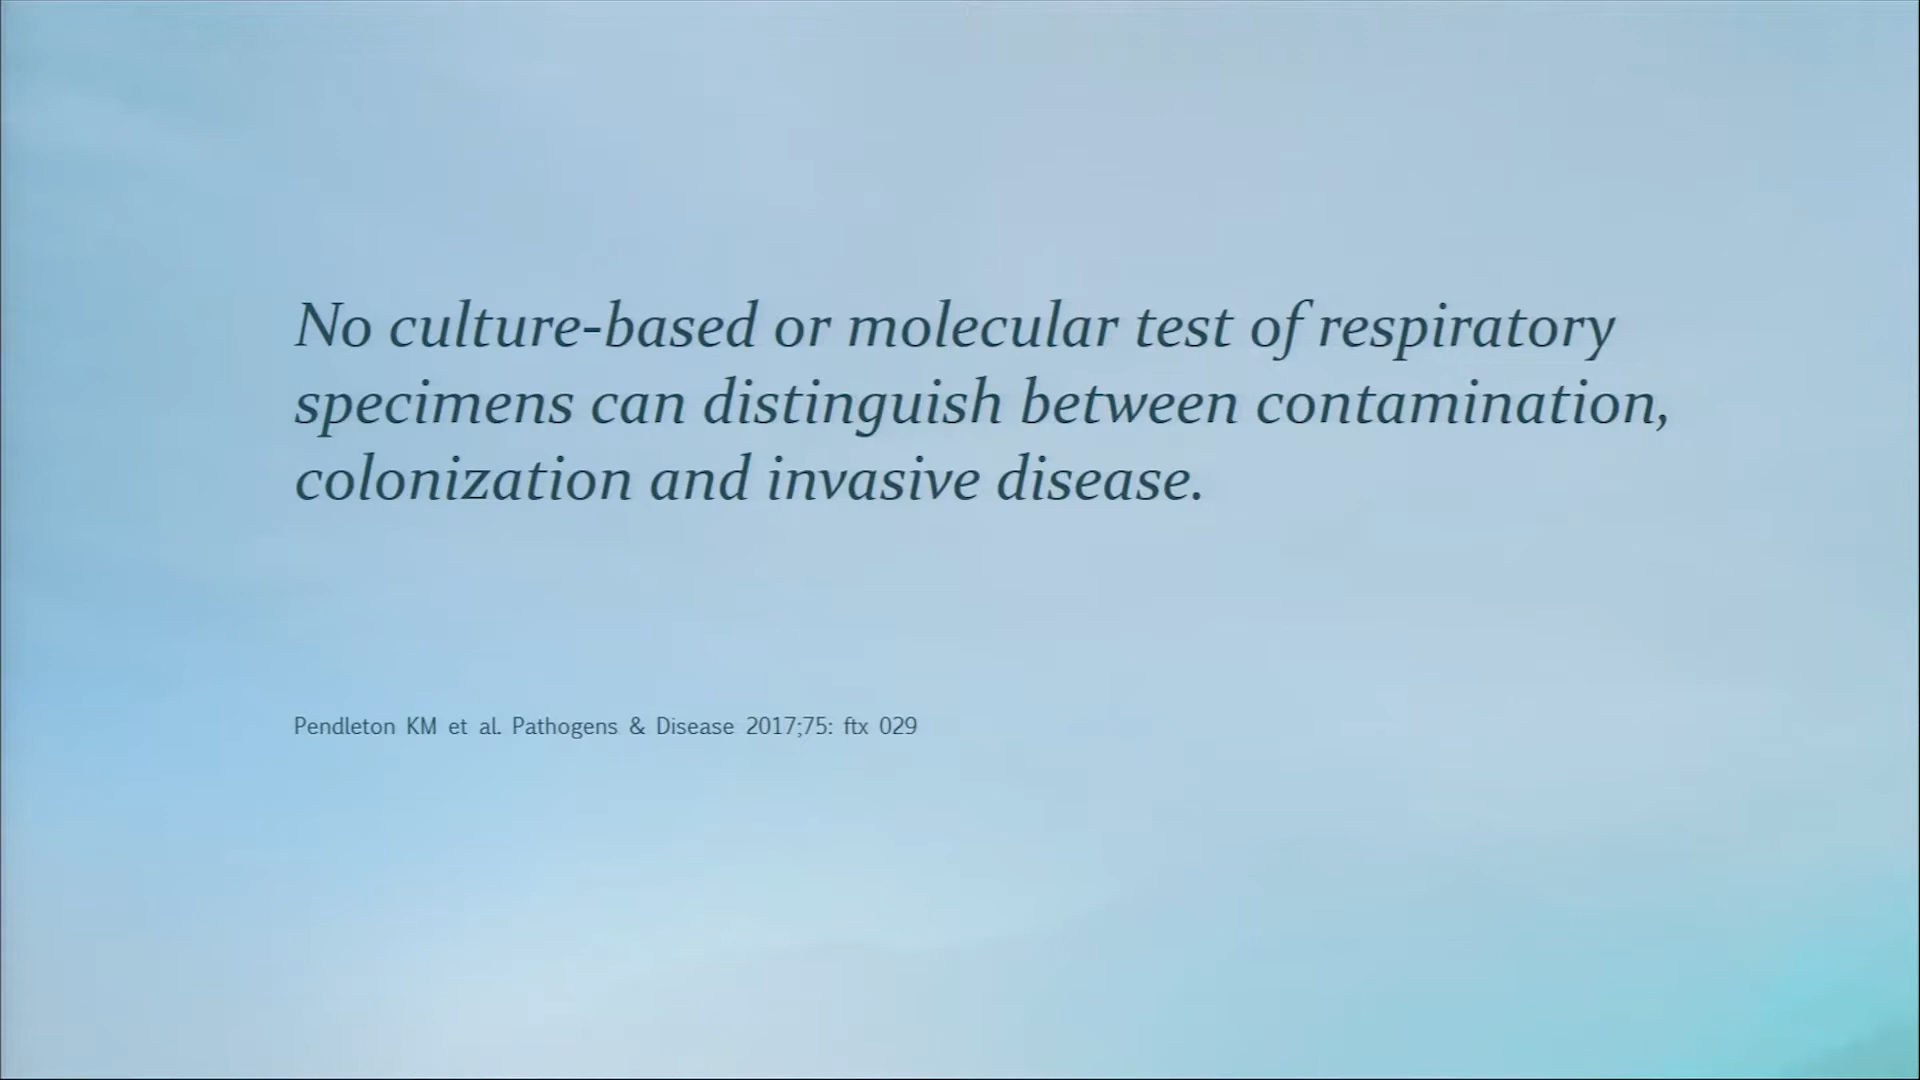 No culture-based or molecular test of respiratory
specimens can distinguish between contamination,
colonization and invasive disease.
Pendleton KM et al. Pathogens & Disease 2017;75: ftx 029